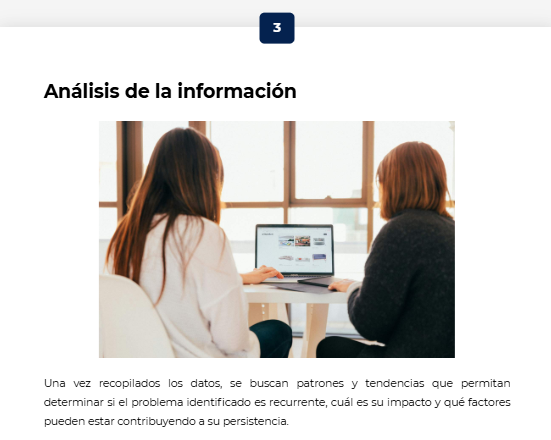 3
Análisis de la información
Una vez recopilados los datos, se buscan patrones y tendencias que permitan
determinar si el problema identificado es recurrente, cuál es su impacto y qué factores
pueden estar contribuyendo a su persistencia.